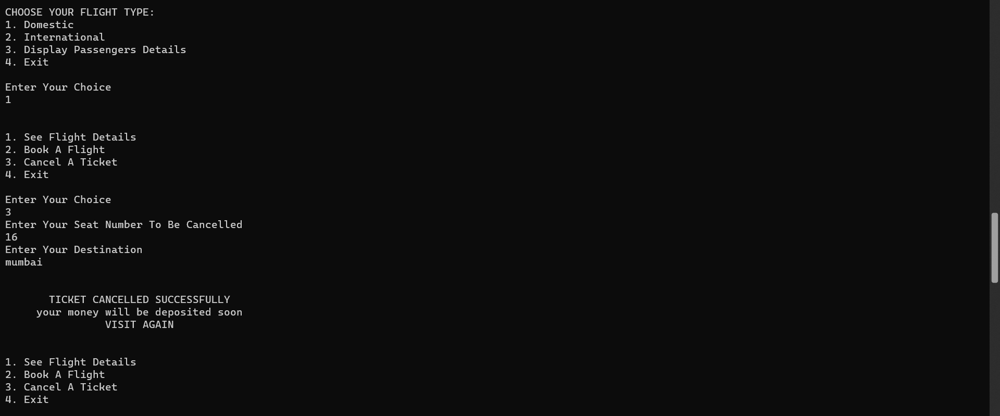 CHOOSE YOUR FLIGHT TYPE:
1. Domestic
2. International
3. Display Passengers Details
4. Exit
Enter Your Choice
1
1. See Flight Details
2. Book A Flight
3. Cancel A Ticket
4. Exit
Enter Your Choice
3
Enter Your Seat Number To Be Cancelled
16
Enter Your Destination
mumbai
TICKET CANCELLED SUCCESSFULLY
your money will be deposited soon
VISIT AGAIN
1. See Flight Details
2. Book A Flight
3. Cancel A Ticket
4. Exit